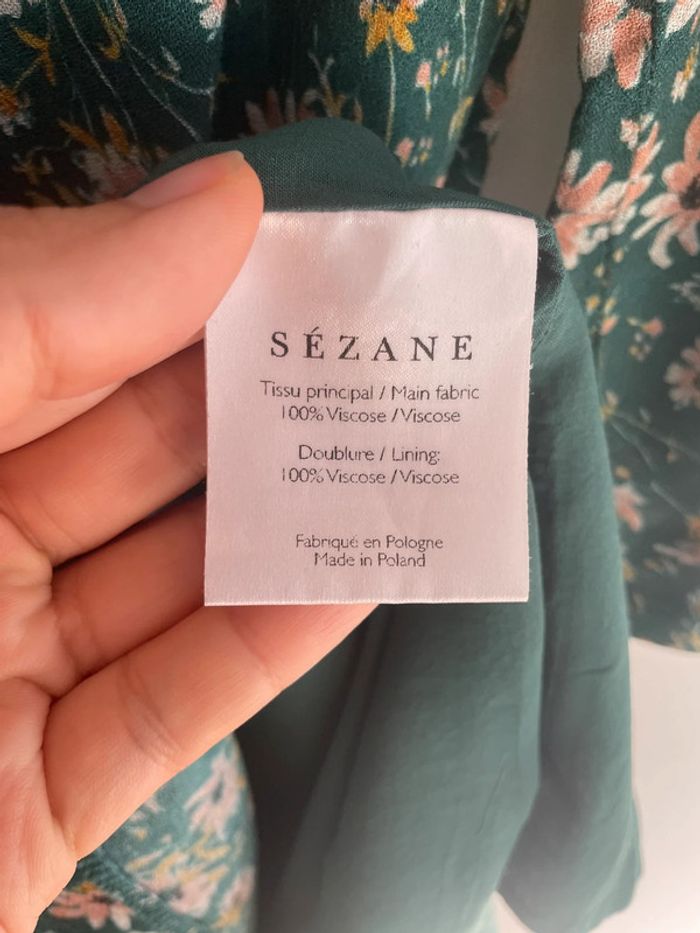 SÉZANE
Tissu principal / Main fabric
100% Viscose / Viscose
Doublure / Lining:
100% Viscose / Viscose
Fabriqué en Pologne
Made in Poland